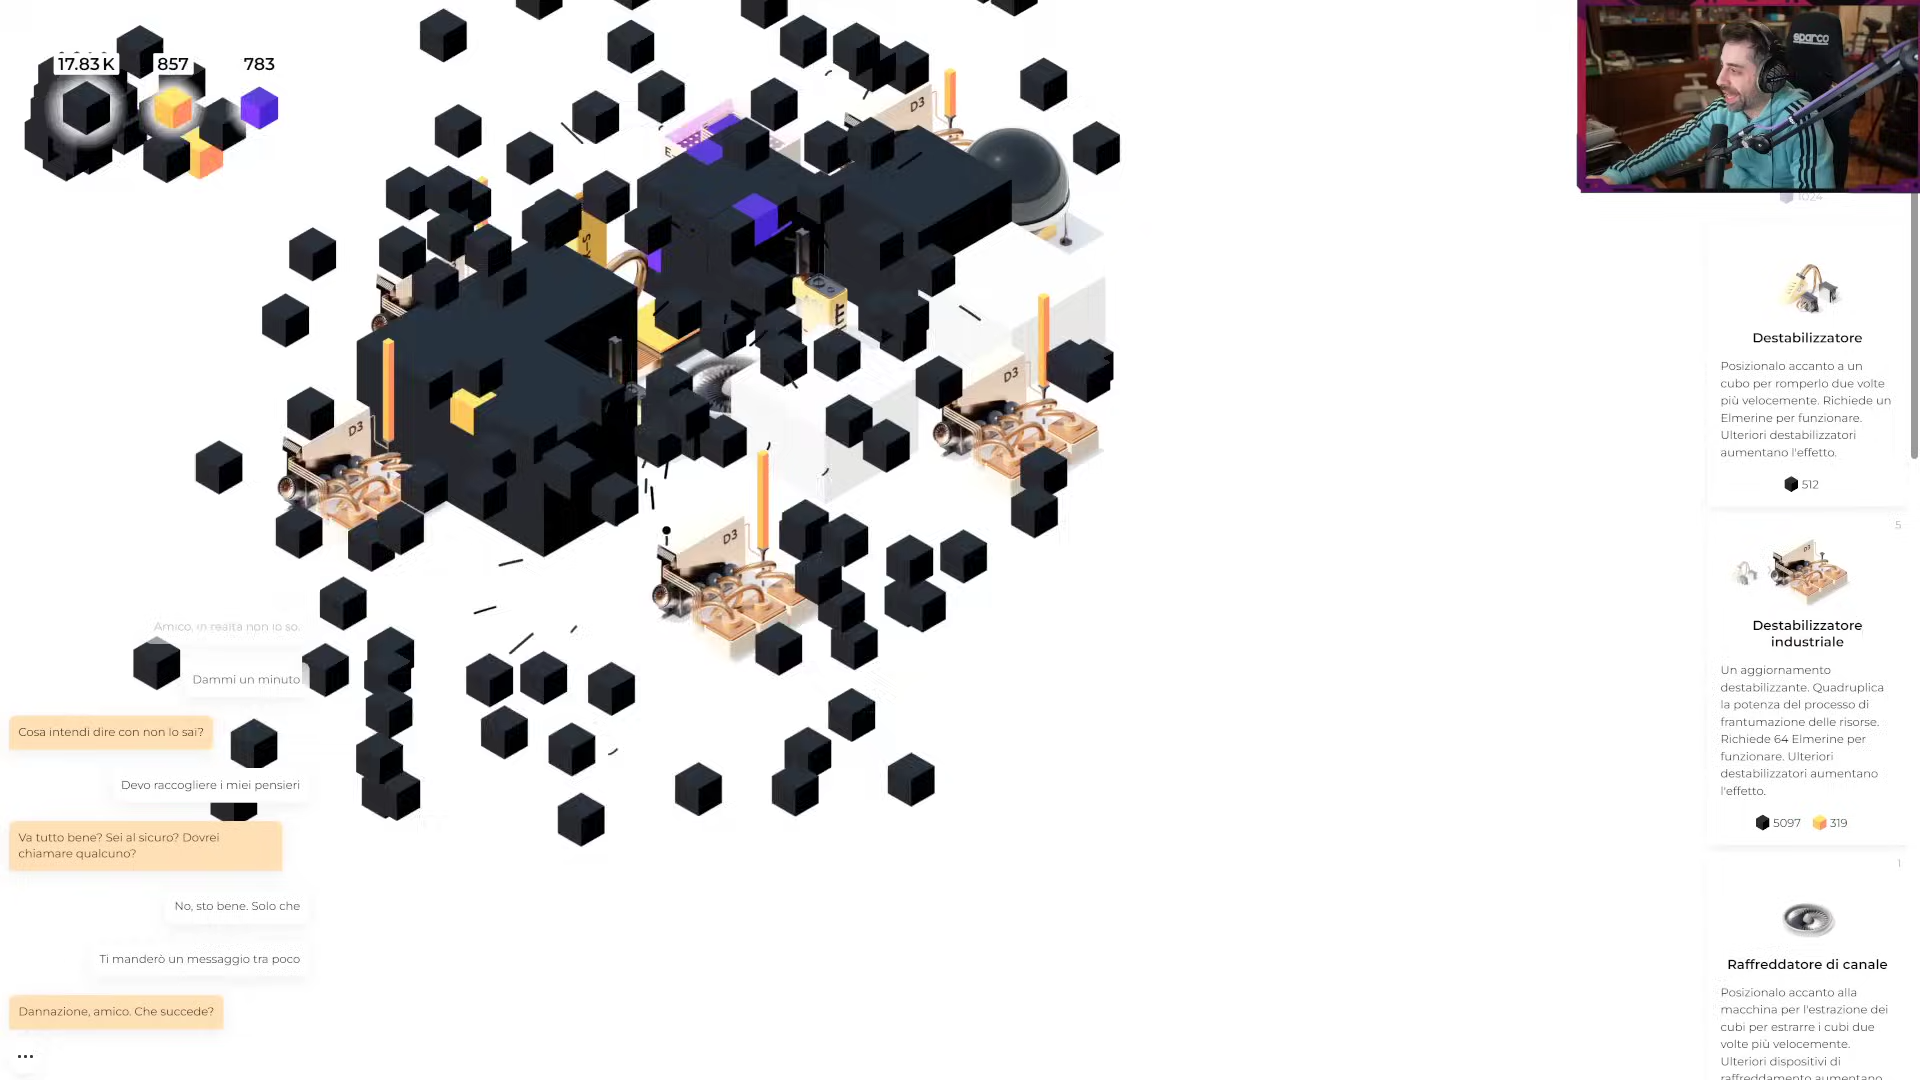 17.83 K
857
783
sparco
1024
D3
Destabilizzatore
Posizionalo accanto a un
cubo per romperlo due volte
più velocemente. Richiede un
Elmerine per funzionare.
Ulteriori destabilizzatori
aumentano l'effetto.
512
D3
D3
D3
5
D3
Destabilizzatore
industriale
Un aggiornamento
destabilizzante. Quadruplica
la potenza del processo di
frantumazione delle risorse.
Richiede 64 Elmerine per
funzionare. Ulteriori
destabilizzatori aumentano
l'effetto.
5097
319
1
Raffreddatore di canale
Posizionalo accanto alla
macchina per l'estrazione dei
cubi per estrarre i cubi due
volte più velocemente.
Ulteriori dispositivi di
raffreddamento aumentano
Amico, in realtà non lo so.
Dammi un minuto
Cosa intendi dire con non lo sai?
Devo raccogliere i miei pensieri
Va tutto bene? Sei al sicuro? Dovrei
chiamare qualcuno?
No, sto bene. Solo che
Ti manderò un messaggio tra poco
Dannazione, amico. Che succede?
...